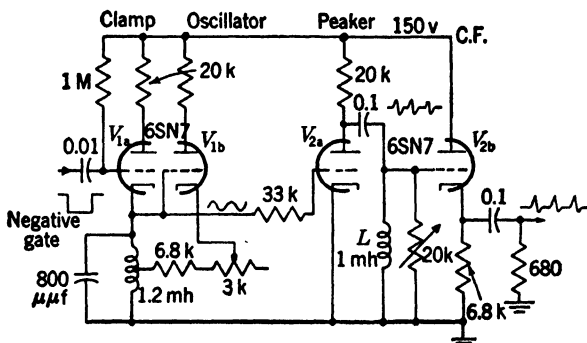 Clamp Oscillator Peaker 150 v C.F.
1 M 20 k 20 k
0.1
0.01 V1a 6SN7 V1b V2a 6SN7 V2b
33 k 0.1
Negative
gate
6.8 k L 20k 680
800
μμf
1.2 mh 3 k 1 mh
6.8 k